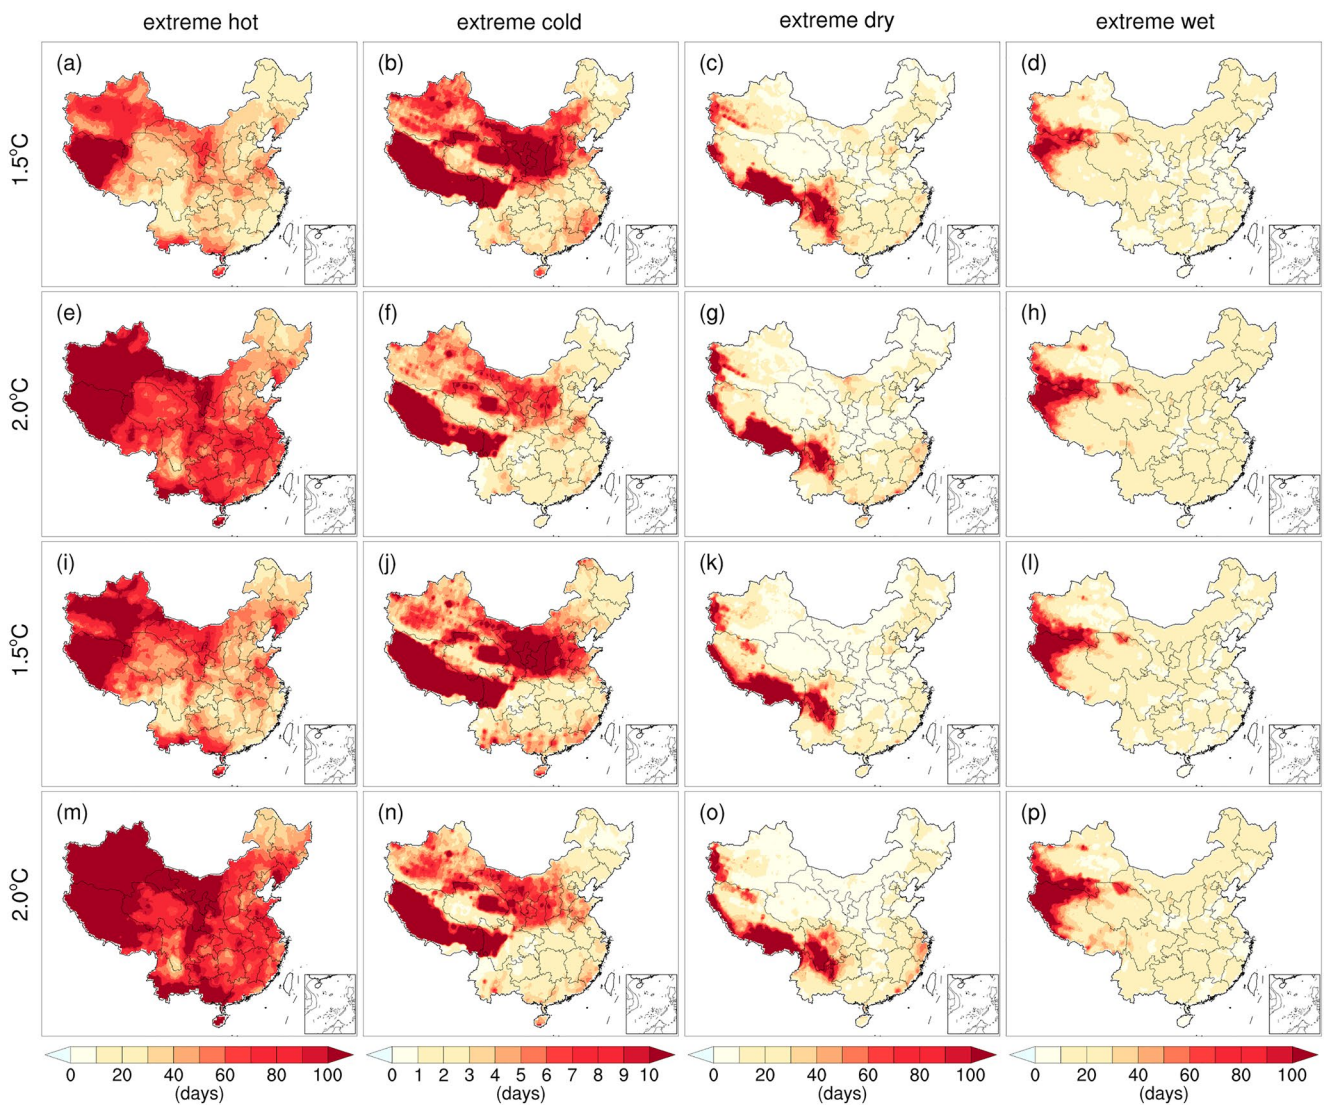 extreme hot extreme cold extreme dry extreme wet
(a) (b) (c) (d)
1.5°C
(e) (f) (g) (h)
2.0°C
(i) (j) (k) (l)
1.5°C
(m) (n) (o) (p)
2.0°C
0 20 40 60 80 100 0 1 2 3 4 5 6 7 8 9 10 0 20 40 60 80 100 0 20 40 60 80 100
(days) (days) (days) (days)